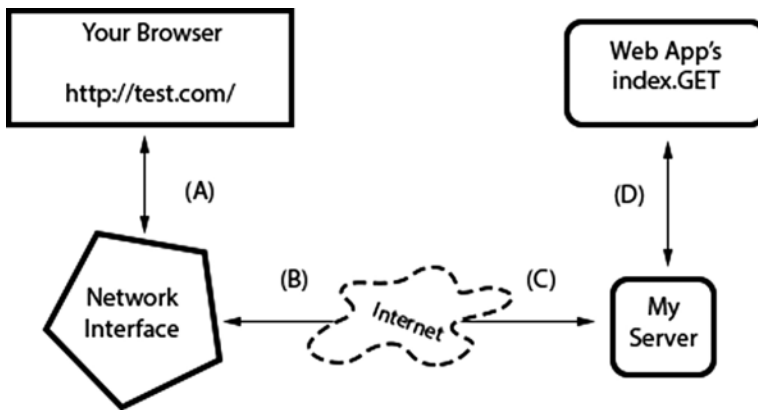 Your Browser
http://test.com/
Web App's
index.GET
(A)
(D)
(B)
(C)
Network
Interface
Internet
My
Server